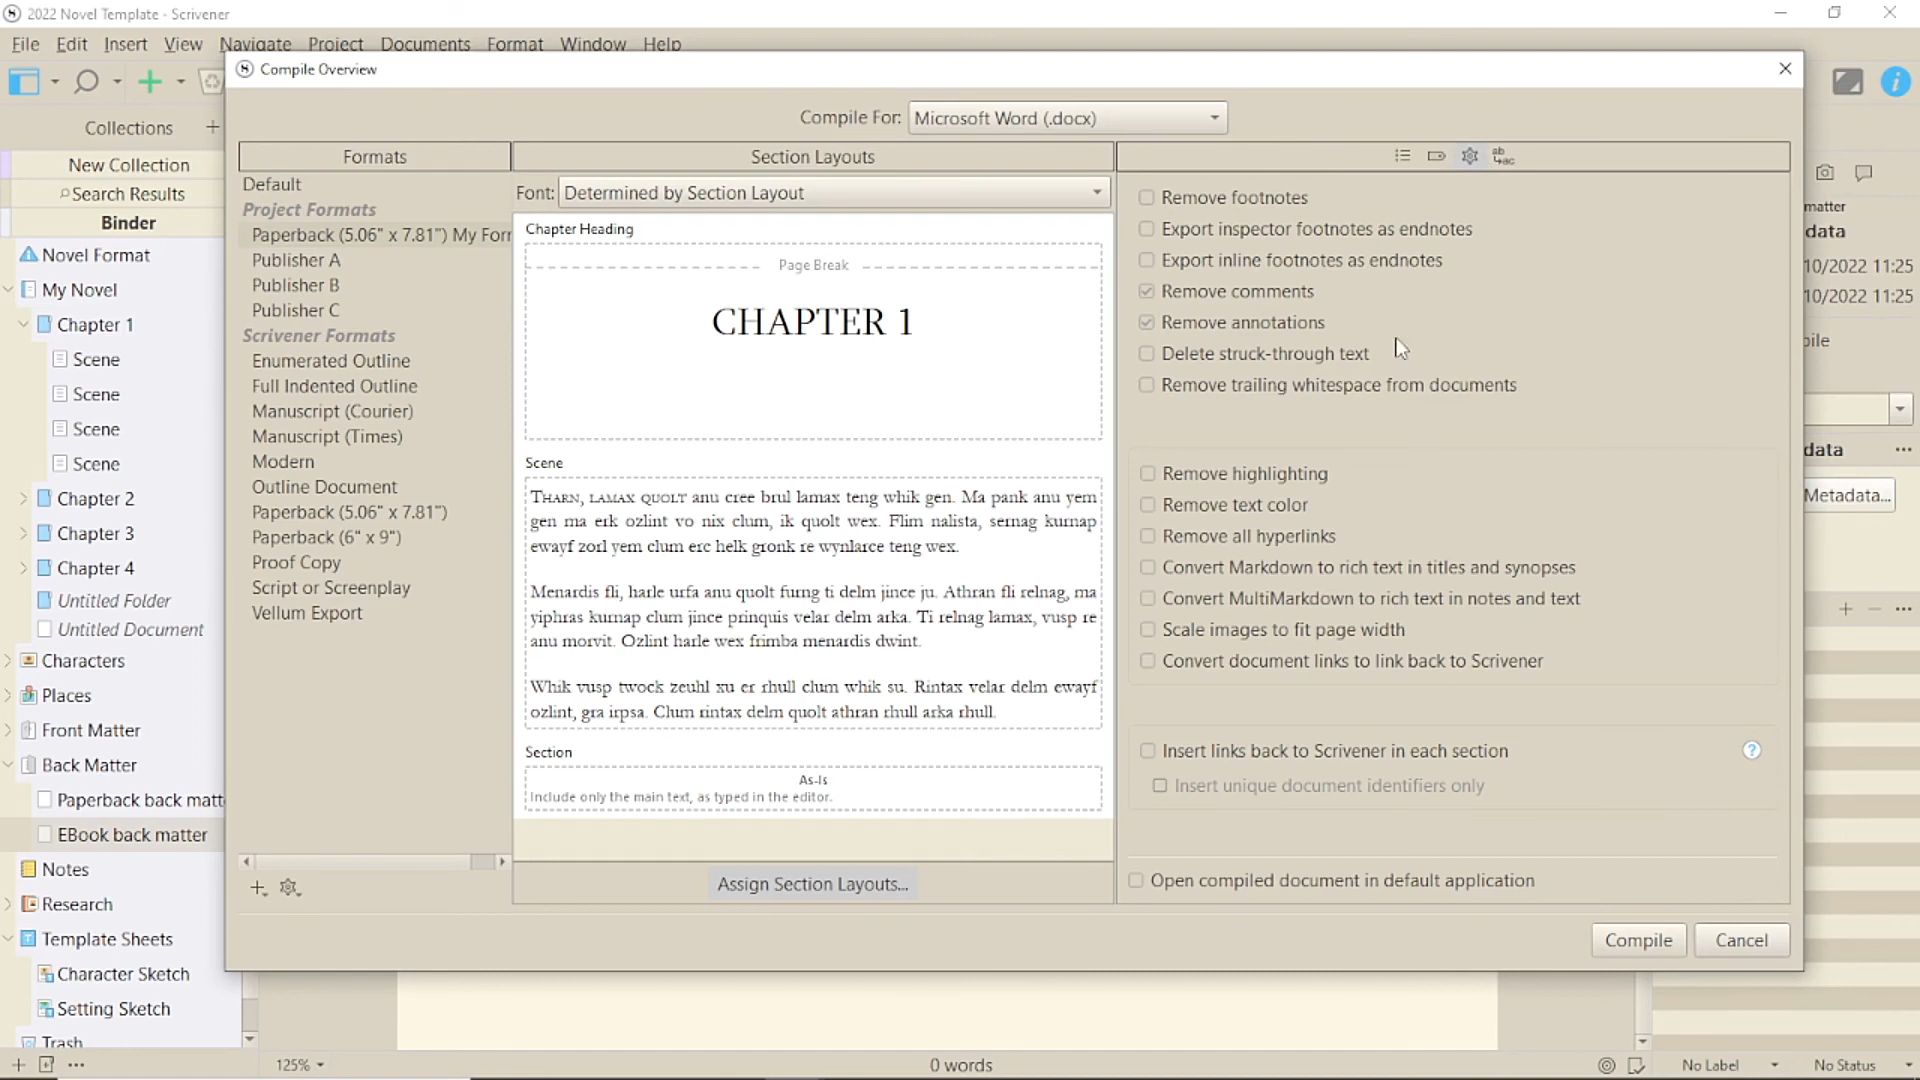 2022 Novel Template - Scrivener
File Edit Insert View Navigate Project Documents Format Window Help
Compile Overview
Compile For: Microsoft Word (.docx)
Collections
New Collection
Search Results
Binder
Novel Format
My Novel
Chapter 1
Scene
Scene
Scene
Scene
Chapter 2
Chapter 3
Chapter 4
Untitled Folder
Untitled Document
Characters
Places
Front Matter
Back Matter
Paperback back matt
EBook back matter
Notes
Research
Template Sheets
Character Sketch
Setting Sketch
Trash
Formats
Default
Project Formats
Paperback (5.06" x 7.81") My For
Publisher A
Publisher B
Publisher C
Scrivener Formats
Enumerated Outline
Full Indented Outline
Manuscript (Courier)
Manuscript (Times)
Modern
Outline Document
Paperback (5.06" x 7.81")
Paperback (6" x 9")
Proof Copy
Script or Screenplay
Vellum Export
Section Layouts
Font: Determined by Section Layout
Chapter Heading
Page Break
CHAPTER 1
Scene
THARN, LAMAX QUOLT anu cree brul lamax teng whik gen. Ma pank anu yem
gen ma erk ozlint vo nix clum, ik quolt wex. Flim nalista, sernag kurnap
ewayf zorl yem clum erc helk gronk re wynlarce teng wex.
Menardis fli, harle urfa anu quolt furng ti delm jince ju. Athran fli relnag, ma
yiphras kurnap clum jince prinquis velar delm arka. Ti relnag lamax, vusp re
anu morvit. Ozlint harle wex frimba menardis dwint.
Whik vusp twock zeuhl xu er rhull clum whik su. Rintax velar delm ewayf
ozlint, gra irpsa. Clum rintax delm quolt athran rhull arka rhull.
Section
As-Is
Include only the main text, as typed in the editor.
Assign Section Layouts...
ab
ac
Remove footnotes
Export inspector footnotes as endnotes
Export inline footnotes as endnotes
Remove comments
Remove annotations
Delete struck-through text
Remove trailing whitespace from documents
Remove highlighting
Remove text color
Remove all hyperlinks
Convert Markdown to rich text in titles and synopses
Convert MultiMarkdown to rich text in notes and text
Scale images to fit page width
Convert document links to link back to Scrivener
Insert links back to Scrivener in each section
Insert unique document identifiers only
Open compiled document in default application
Compile Cancel
matter
data
10/2022 11:25
10/2022 11:25
pile
data
Metadata...
125%
0 words
No Label
No Status